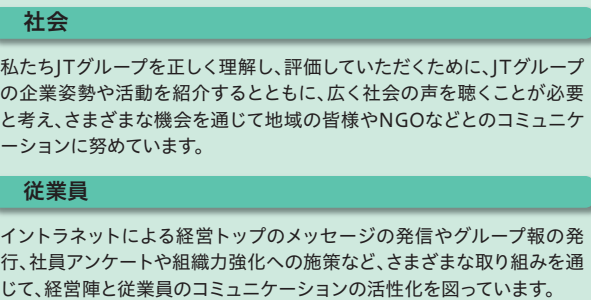 社会
私たちJTグループを正しく理解し、評価していただくために、JTグループ
の企業姿勢や活動を紹介するとともに、広く社会の声を聴くことが必要
と考え、さまざまな機会を通じて地域の皆様やNGOなどとのコミュニケ
ーションに努めています。
従業員
イントラネットによる経営トップのメッセージの発信やグループ報の発
行、社員アンケートや組織力強化への施策など、さまざまな取り組みを通
じて、経営陣と従業員のコミュニケーションの活性化を図っています。